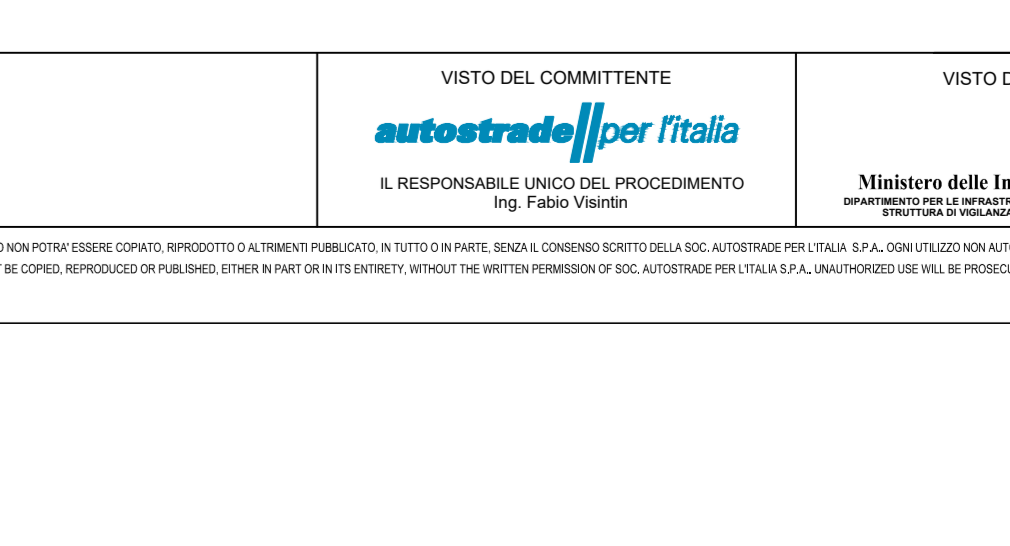 VISTO DEL COMMITTENTE
autostrade per l'italia
IL RESPONSABILE UNICO DEL PROCEDIMENTO
Ing. Fabio Visintin
VISTO
Ministero delle
DIPARTIMENTO PER LE
STRUTTURA DI VIGILANZA
NON POTRA' ESSERE COPIATO, RIPRODOTTO O ALTRIMENTI PUBBLICATO, IN TUTTO O IN PARTE, SENZA IL CONSENSO SCRITTO DELLA SOC. AUTOSTRADE PER L'ITALIA S.P.A.. OGNI UTILIZZO NON
BE COPIED, REPRODUCED OR PUBLISHED, EITHER IN PART OR IN ITS ENTIRETY, WITHOUT THE WRITTEN PERMISSION OF SOC. AUTOSTRADE PER L'ITALIA S.P.A.. UNAUTHORIZED USE WILL BE